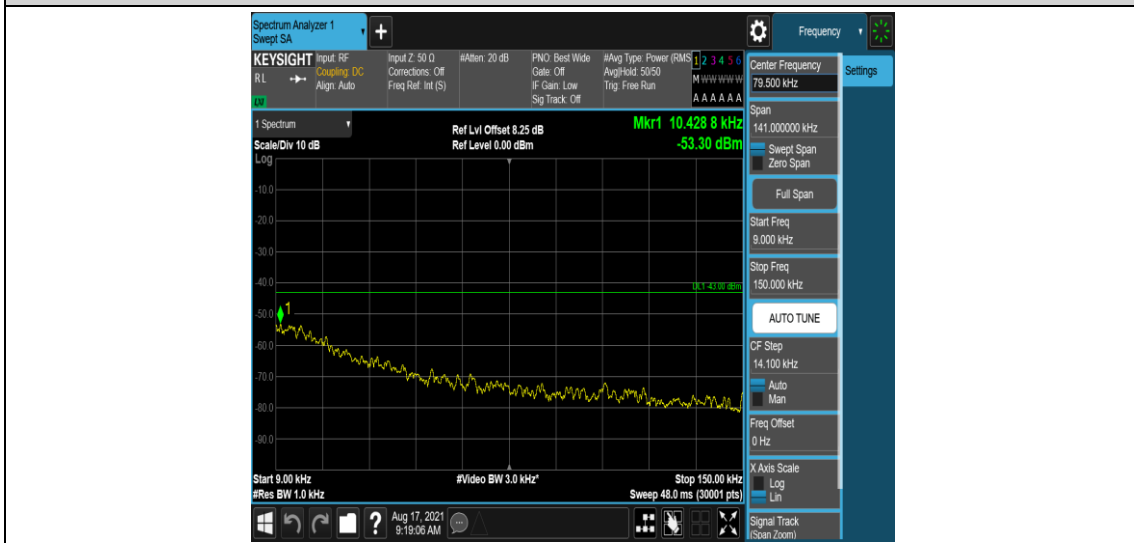 Spectrum Analyzer 1
Swept SA
+
Frequency
KEYSIGHT
RL
LXI
Input: RF
Coupling: DC
Align: Auto
Input Z: 50 Ω
Corrections: Off
Freq Ref: Int (S)
#Atten: 20 dB
PNO: Best Wide
Gate: Off
IF Gain: Low
Sig Track: Off
#Avg Type: Power (RMS
Avg|Hold: 50/50
Trig: Free Run
1 2 3 4 5 6
M W W W W W
A A A A A A
Center Frequency
79.500 kHz
Settings
Span
141.000000 kHz
Swept Span
Zero Span
Full Span
Start Freq
9.000 kHz
Stop Freq
150.000 kHz
AUTO TUNE
CF Step
14.100 kHz
Auto
Man
Freq Offset
0 Hz
X Axis Scale
Log
Lin
Signal Track
(Span Zoom)
1 Spectrum
Scale/Div 10 dB
Ref Lvl Offset 8.25 dB
Ref Level 0.00 dBm
Mkr1 10.428 8 kHz
-53.30 dBm
Log
-10.0
-20.0
-30.0
-40.0
-50.0
-60.0
-70.0
-80.0
-90.0
DL1 -43.00 dBm
1
Start 9.00 kHz
#Res BW 1.0 kHz
#Video BW 3.0 kHz*
Stop 150.00 kHz
Sweep 48.0 ms (30001 pts)
?
Aug 17, 2021
9:19:06 AM